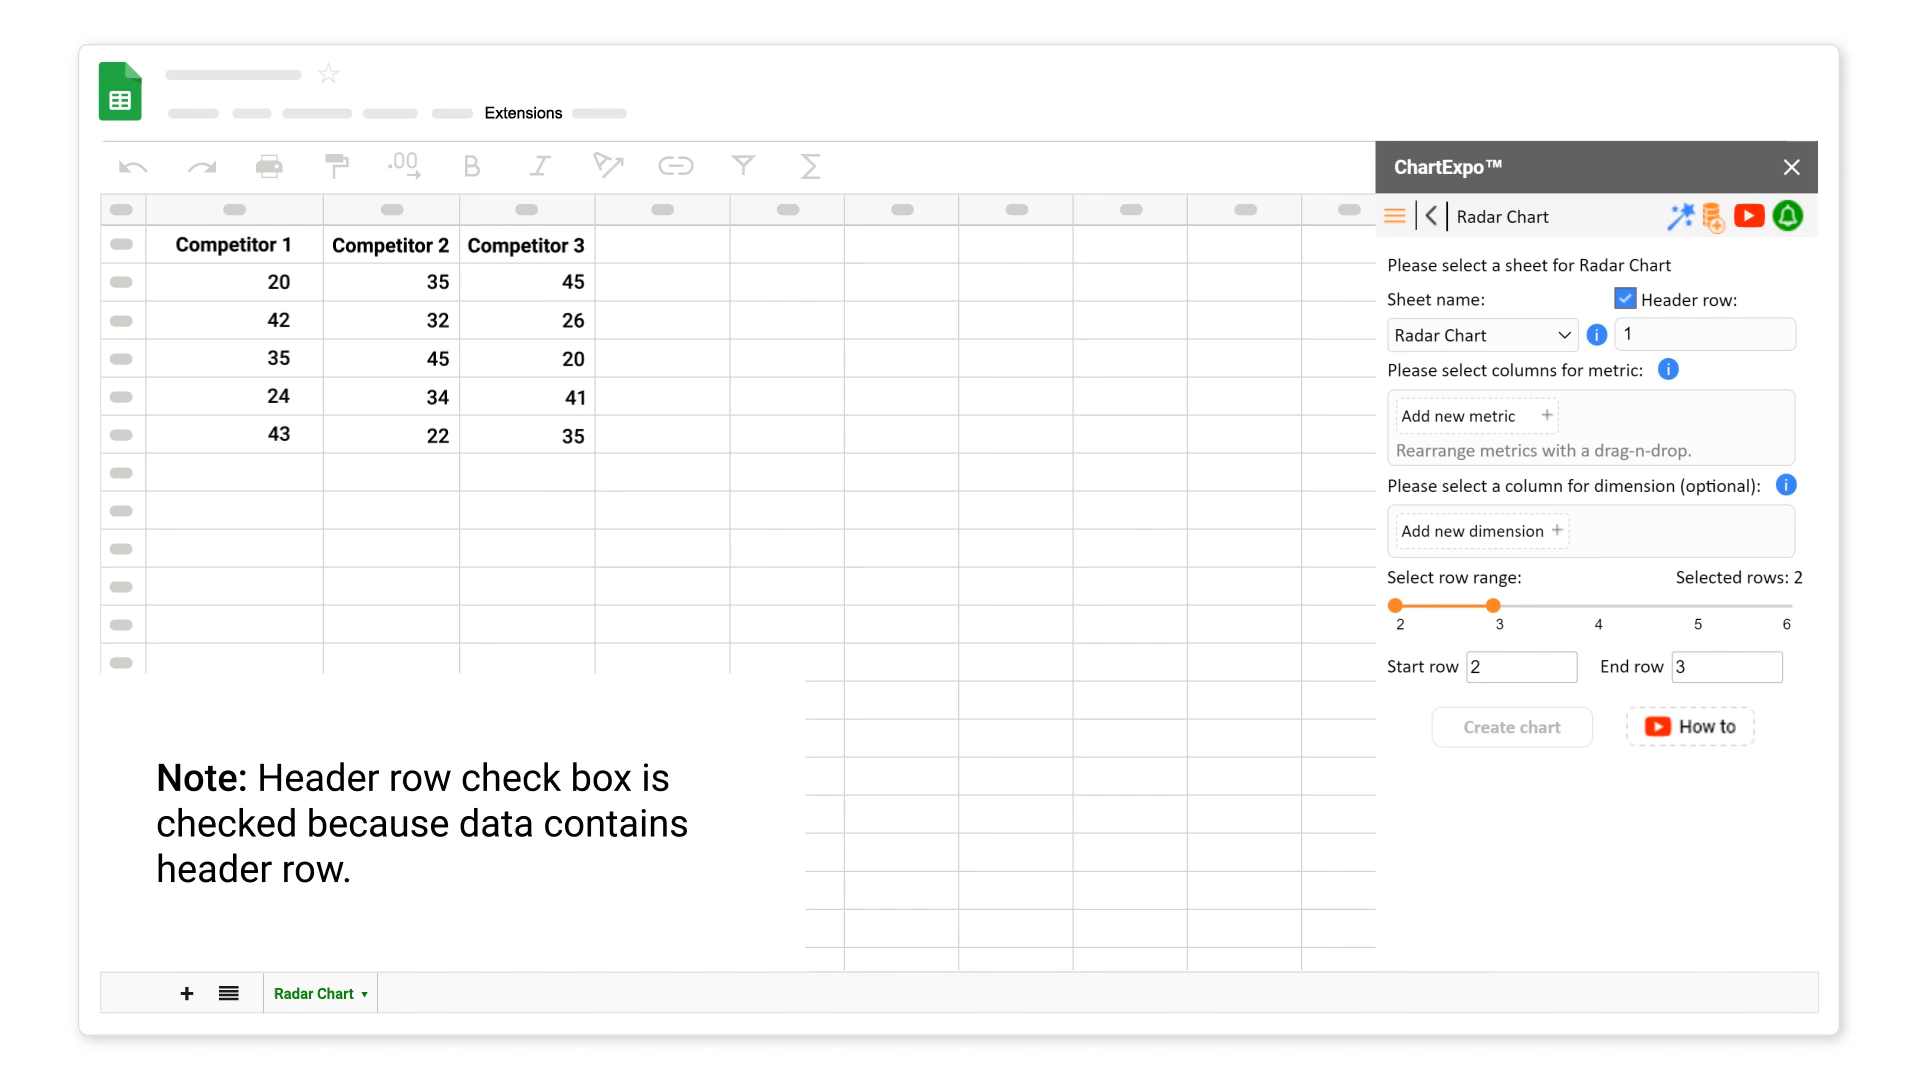 Extensions
.00
B
I
Σ
Competitor 1 Competitor 2 Competitor 3
20 35 45
42 32 26
35 45 20
24 34 41
43 22 35
Note: Header row check box is
checked because data contains
header row.
+ Radar Chart
ChartExpo™
Radar Chart
Please select a sheet for Radar Chart
Sheet name: Header row:
Radar Chart i 1
Please select columns for metric: i
Add new metric +
Rearrange metrics with a drag-n-drop.
Please select a column for dimension (optional): i
Add new dimension +
Select row range: Selected rows: 2
2 3 4 5 6
Start row 2 End row 3
Create chart How to